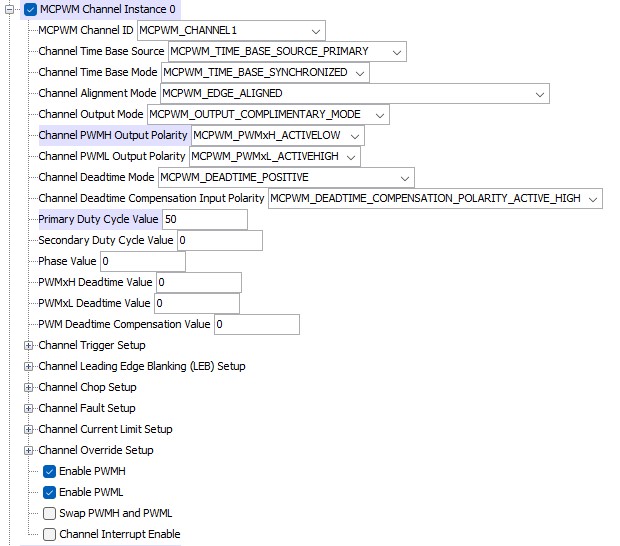 MCPWM Channel Instance 0
MCPWM Channel ID MCPWM_CHANNEL1
Channel Time Base Source MCPWM_TIME_BASE_SOURCE_PRIMARY
Channel Time Base Mode MCPWM_TIME_BASE_SYNCHRONIZED
Channel Alignment Mode MCPWM_EDGE_ALIGNED
Channel Output Mode MCPWM_OUTPUT_COMPLIMENTARY_MODE
Channel PWMH Output Polarity MCPWM_PWMxH_ACTIVELOW
Channel PWML Output Polarity MCPWM_PWMxL_ACTIVEHIGH
Channel Deadtime Mode MCPWM_DEADTIME_POSITIVE
Channel Deadtime Compensation Input Polarity MCPWM_DEADTIME_COMPENSATION_POLARITY_ACTIVE_HIGH
Primary Duty Cycle Value 50
Secondary Duty Cycle Value 0
Phase Value 0
PWMxH Deadtime Value 0
PWMxL Deadtime Value 0
PWM Deadtime Compensation Value 0
Channel Trigger Setup
Channel Leading Edge Blanking (LEB) Setup
Channel Chop Setup
Channel Fault Setup
Channel Current Limit Setup
Channel Override Setup
Enable PWMH
Enable PWML
Swap PWMH and PWML
Channel Interrupt Enable